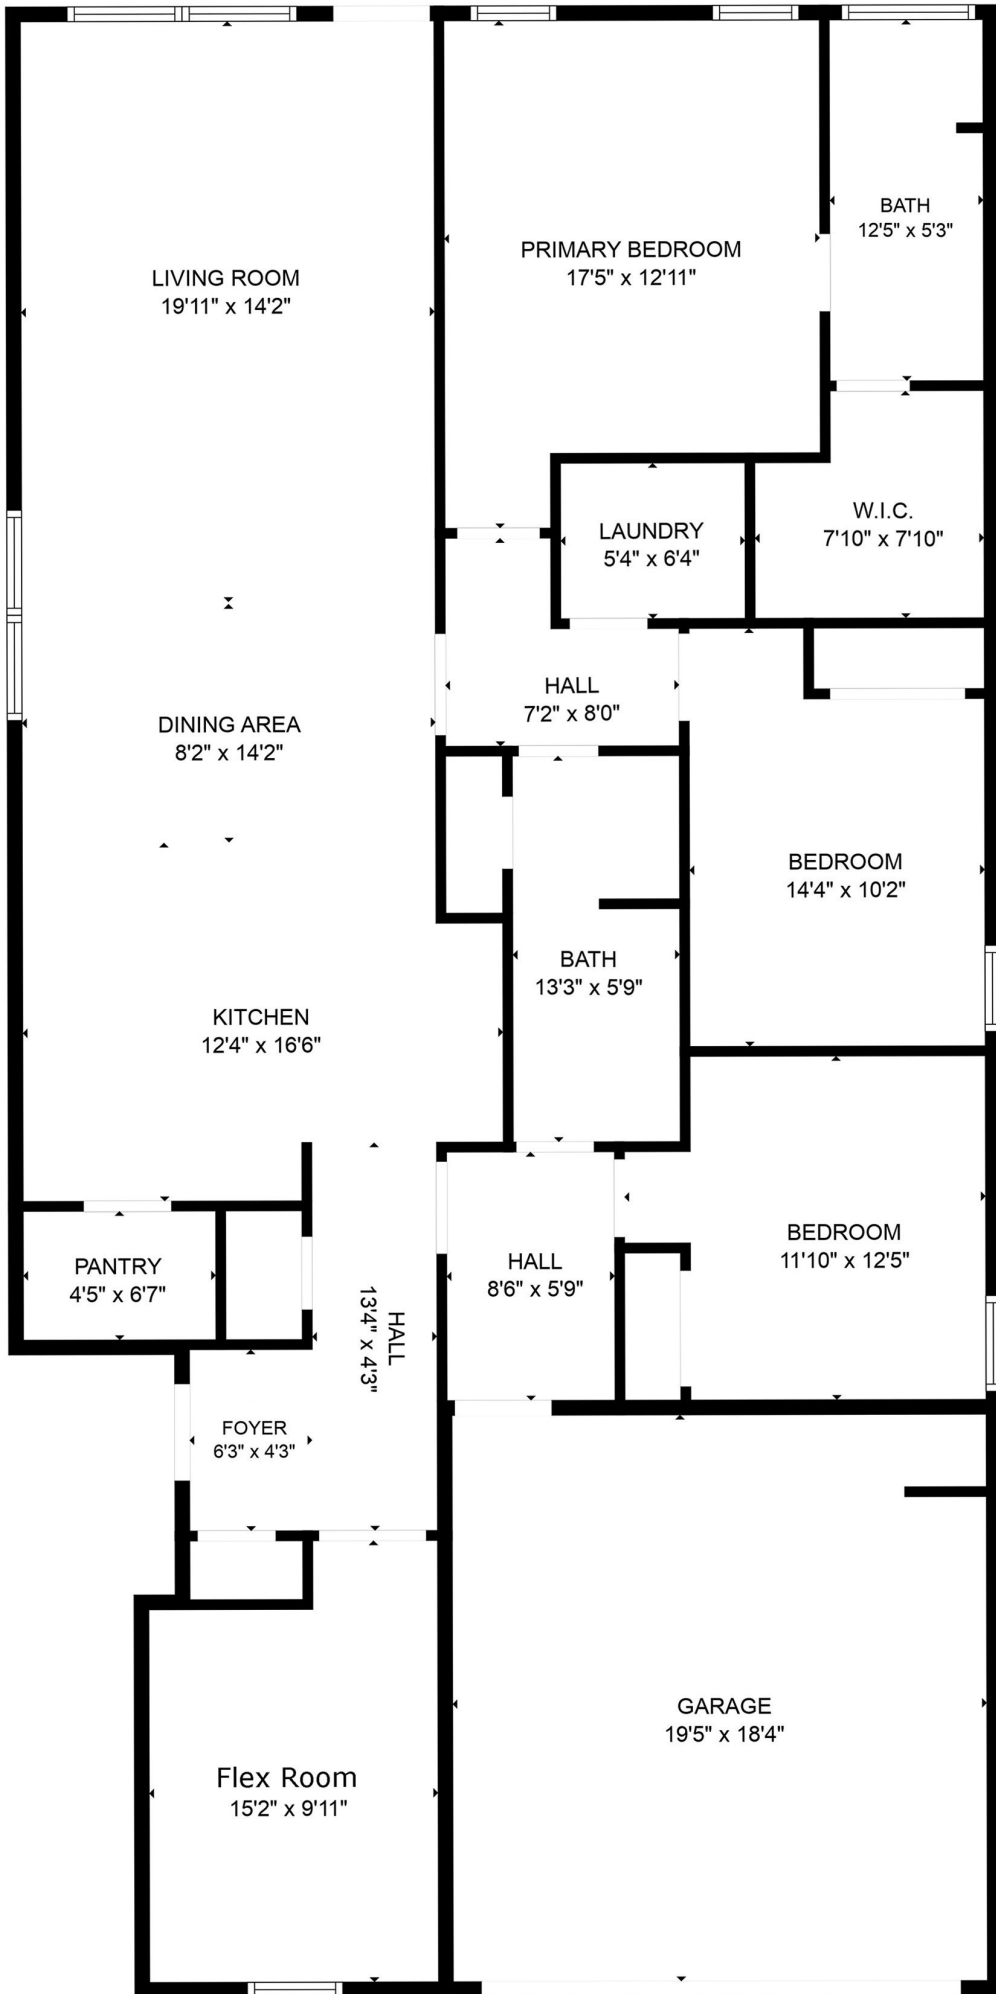 LIVING ROOM
19'11" x 14'2"
PRIMARY BEDROOM
17'5" x 12'11"
BATH
12'5" x 5'3"
LAUNDRY
5'4" x 6'4"
W.I.C.
7'10" x 7'10"
DINING AREA
8'2" x 14'2"
HALL
7'2" x 8'0"
BEDROOM
14'4" x 10'2"
KITCHEN
12'4" x 16'6"
BATH
13'3" x 5'9"
PANTRY
4'5" x 6'7"
HALL
13'4" x 4'3"
HALL
8'6" x 5'9"
BEDROOM
11'10" x 12'5"
FOYER
6'3" x 4'3"
Flex Room
15'2" x 9'11"
GARAGE
19'5" x 18'4"